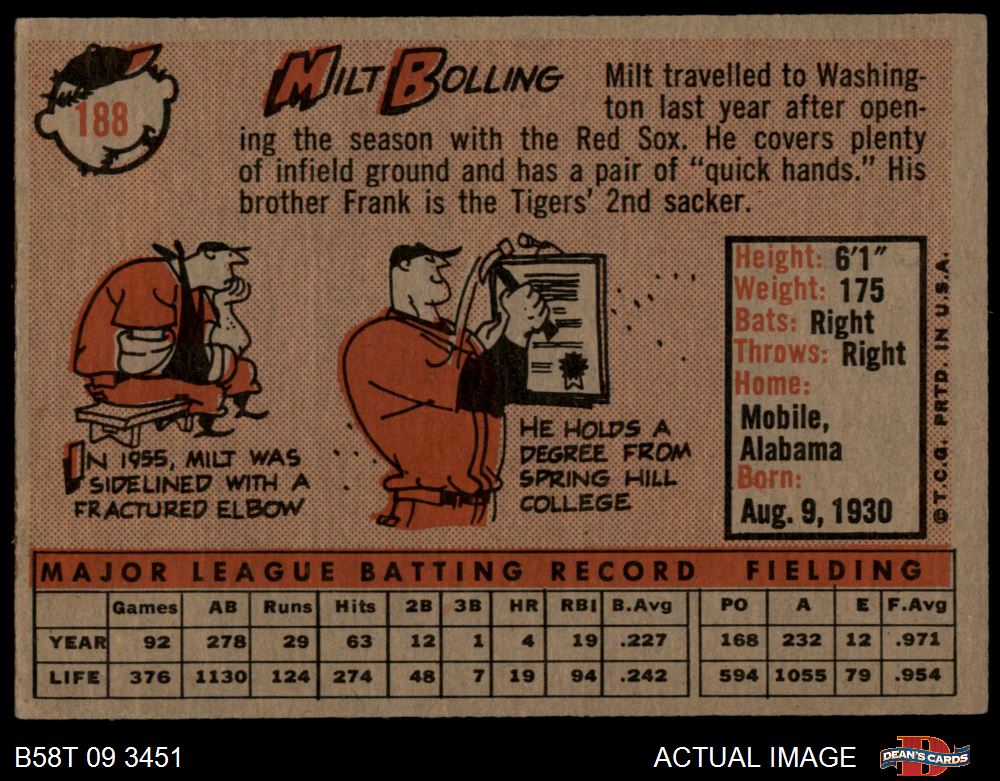 188
MILT BOLLING
Milt travelled to Washing-
ton last year after open-
ing the season with the Red Sox. He covers plenty
of infield ground and has a pair of “quick hands.” His
brother Frank is the Tigers’ 2nd sacker.
IN 1955, MILT WAS
SIDELINED WITH A
FRACTURED ELBOW
HE HOLDS A
DEGREE FROM
SPRING HILL
COLLEGE
Height: 6'1"
Weight: 175
Bats: Right
Throws: Right
Home:
Mobile,
Alabama
Born:
Aug. 9, 1930
© T.C.G. PRTD. IN U.S.A.
MAJOR LEAGUE BATTING RECORD FIELDING
Games AB Runs Hits 2B 3B HR RBI B.Avg PO A E F.Avg
YEAR 92 278 29 63 12 1 4 19 .227 168 232 12 .971
LIFE 376 1130 124 274 48 7 19 94 .242 594 1055 79 .954
B58T 09 3451 ACTUAL IMAGE DEAN'S CARDS